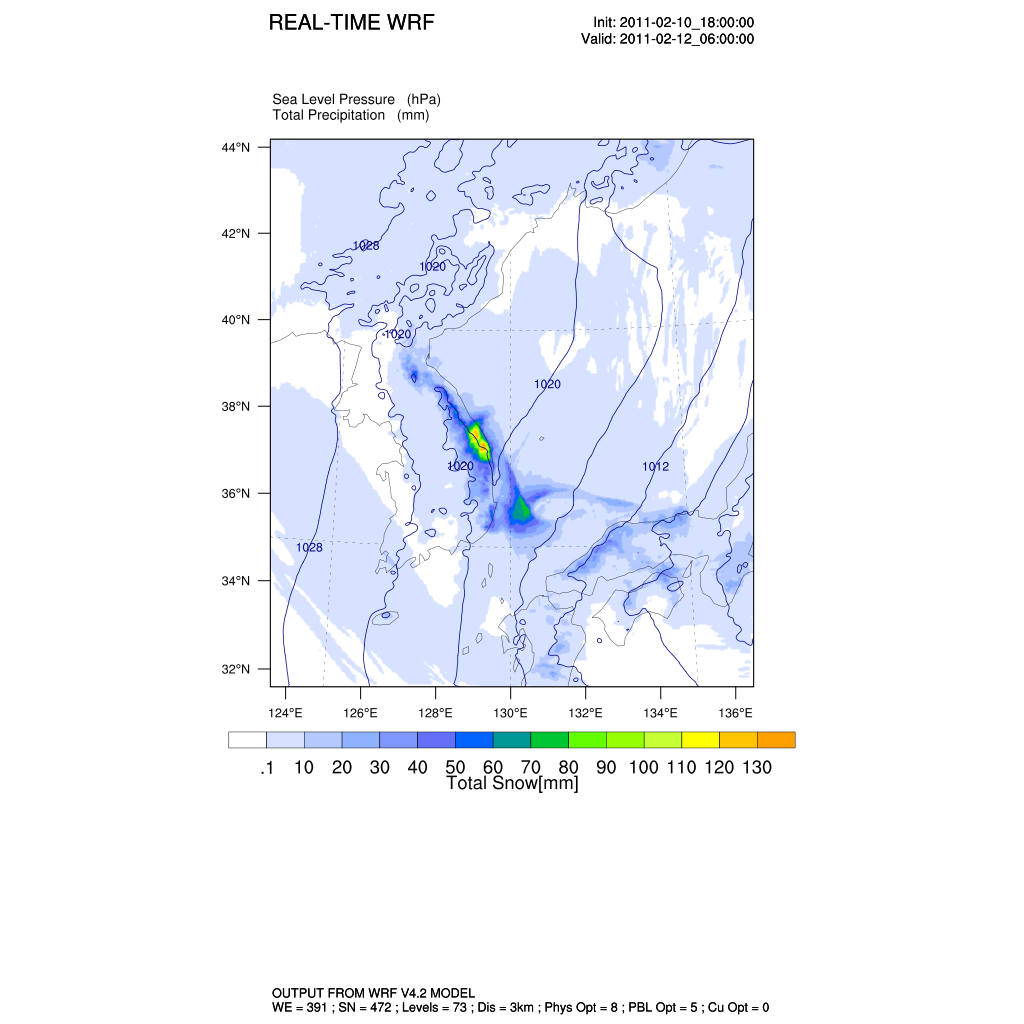 REAL-TIME WRF
Init: 2011-02-10_18:00:00
Valid: 2011-02-12_06:00:00
Sea Level Pressure (hPa)
Total Precipitation (mm)
44°N
42°N
1028
1020
40°N
1020
1020
38°N
1020
1012
36°N
1028
34°N
32°N
124°E 126°E 128°E 130°E 132°E 134°E 136°E
.1 10 20 30 40 50 60 70 80 90 100 110 120 130
Total Snow[mm]
OUTPUT FROM WRF V4.2 MODEL
WE = 391 ; SN = 472 ; Levels = 73 ; Dis = 3km ; Phys Opt = 8 ; PBL Opt = 5 ; Cu Opt = 0